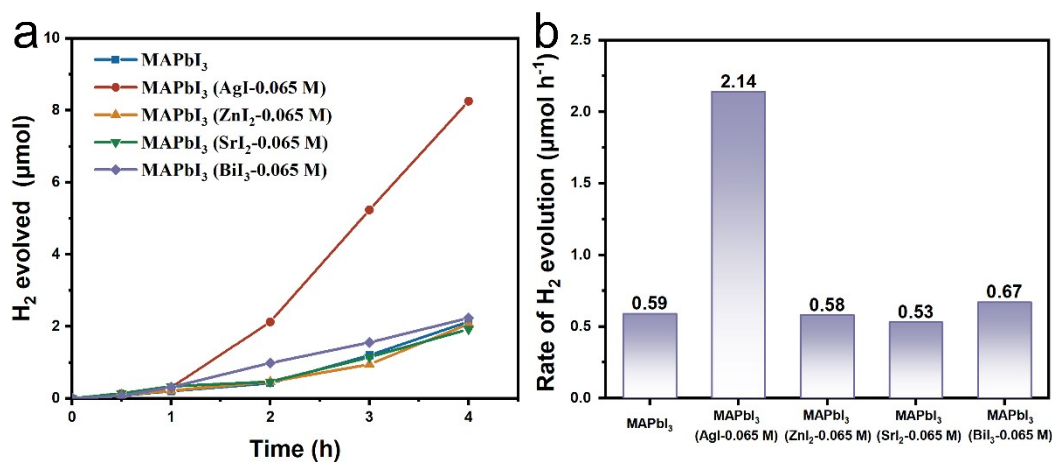 a
H₂ evolved (μmol)
10
8
6
4
2
0
MAPbI₃
MAPbI₃ (AgI-0.065 M)
MAPbI₃ (ZnI₂-0.065 M)
MAPbI₃ (SrI₂-0.065 M)
MAPbI₃ (BiI₃-0.065 M)
0 1 2 3 4
Time (h)
b
Rate of H₂ evolution (μmol h⁻¹)
2.5
2.0
1.5
1.0
0.5
0.0
0.59
2.14
0.58
0.53
0.67
MAPbI₃
MAPbI₃
(AgI-0.065 M)
MAPbI₃
(ZnI₂-0.065 M)
MAPbI₃
(SrI₂-0.065 M)
MAPbI₃
(BiI₃-0.065 M)